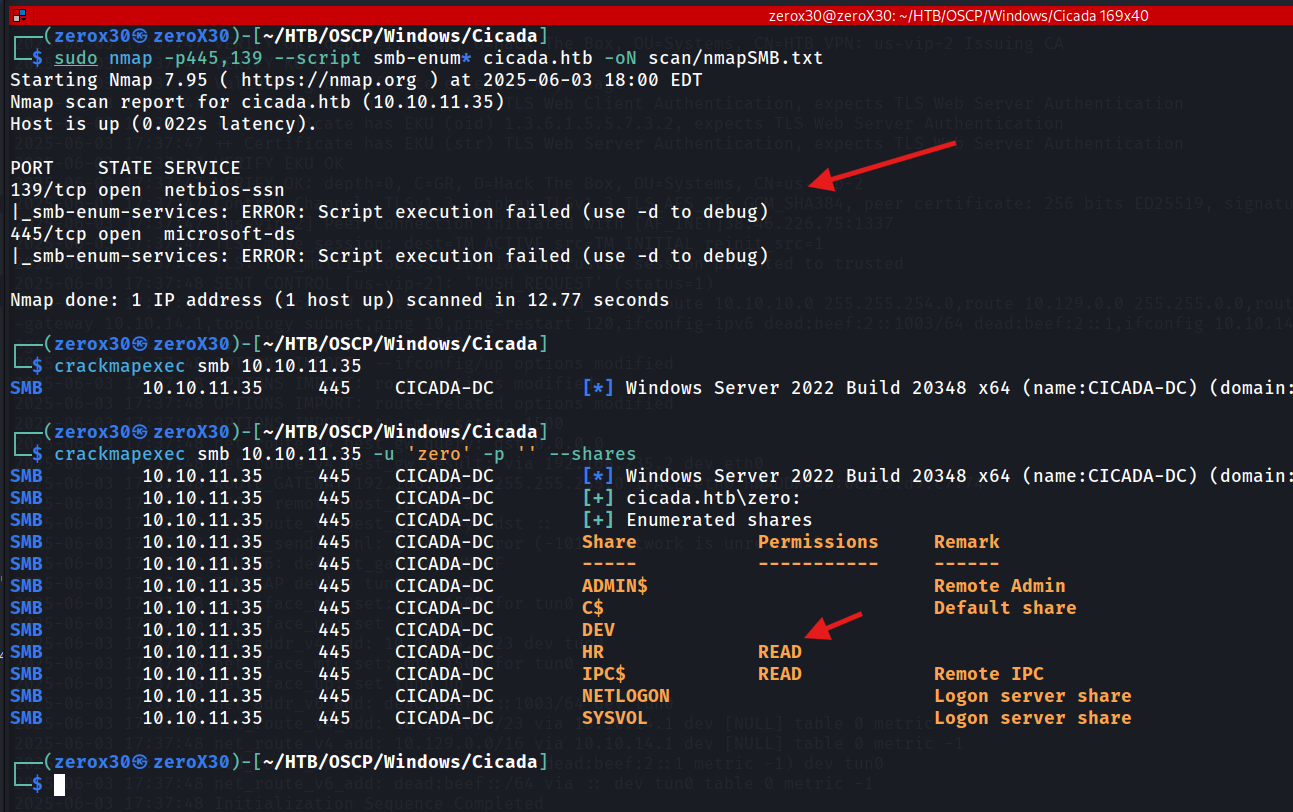 zerox30@zeroX30: ~/HTB/OSCP/Windows/Cicada 169x40
┌──(zerox30㉿zeroX30)-[~/HTB/OSCP/Windows/Cicada]
└─$ sudo nmap -p445,139 --script smb-enum* cicada.htb -oN scan/nmapSMB.txt
Starting Nmap 7.95 ( https://nmap.org ) at 2025-06-03 18:00 EDT
Nmap scan report for cicada.htb (10.10.11.35)
Host is up (0.022s latency).
PORT    STATE SERVICE
139/tcp open  netbios-ssn
|_smb-enum-services: ERROR: Script execution failed (use -d to debug)
445/tcp open  microsoft-ds
|_smb-enum-services: ERROR: Script execution failed (use -d to debug)
Nmap done: 1 IP address (1 host up) scanned in 12.77 seconds
┌──(zerox30㉿zeroX30)-[~/HTB/OSCP/Windows/Cicada]
└─$ crackmapexec smb 10.10.11.35
SMB 10.10.11.35 445 CICADA-DC [*] Windows Server 2022 Build 20348 x64 (name:CICADA-DC) (domain:
┌──(zerox30㉿zeroX30)-[~/HTB/OSCP/Windows/Cicada]
└─$ crackmapexec smb 10.10.11.35 -u 'zero' -p '' --shares
SMB 10.10.11.35 445 CICADA-DC [*] Windows Server 2022 Build 20348 x64 (name:CICADA-DC) (domain:
SMB 10.10.11.35 445 CICADA-DC [+] cicada.htb\zero:
SMB 10.10.11.35 445 CICADA-DC [+] Enumerated shares
SMB 10.10.11.35 445 CICADA-DC Share Permissions Remark
SMB 10.10.11.35 445 CICADA-DC ----- ----------- ------
SMB 10.10.11.35 445 CICADA-DC ADMIN$ Remote Admin
SMB 10.10.11.35 445 CICADA-DC C$ Default share
SMB 10.10.11.35 445 CICADA-DC DEV
SMB 10.10.11.35 445 CICADA-DC HR READ
SMB 10.10.11.35 445 CICADA-DC IPC$ READ Remote IPC
SMB 10.10.11.35 445 CICADA-DC NETLOGON Logon server share
SMB 10.10.11.35 445 CICADA-DC SYSVOL Logon server share
┌──(zerox30㉿zeroX30)-[~/HTB/OSCP/Windows/Cicada]
└─$